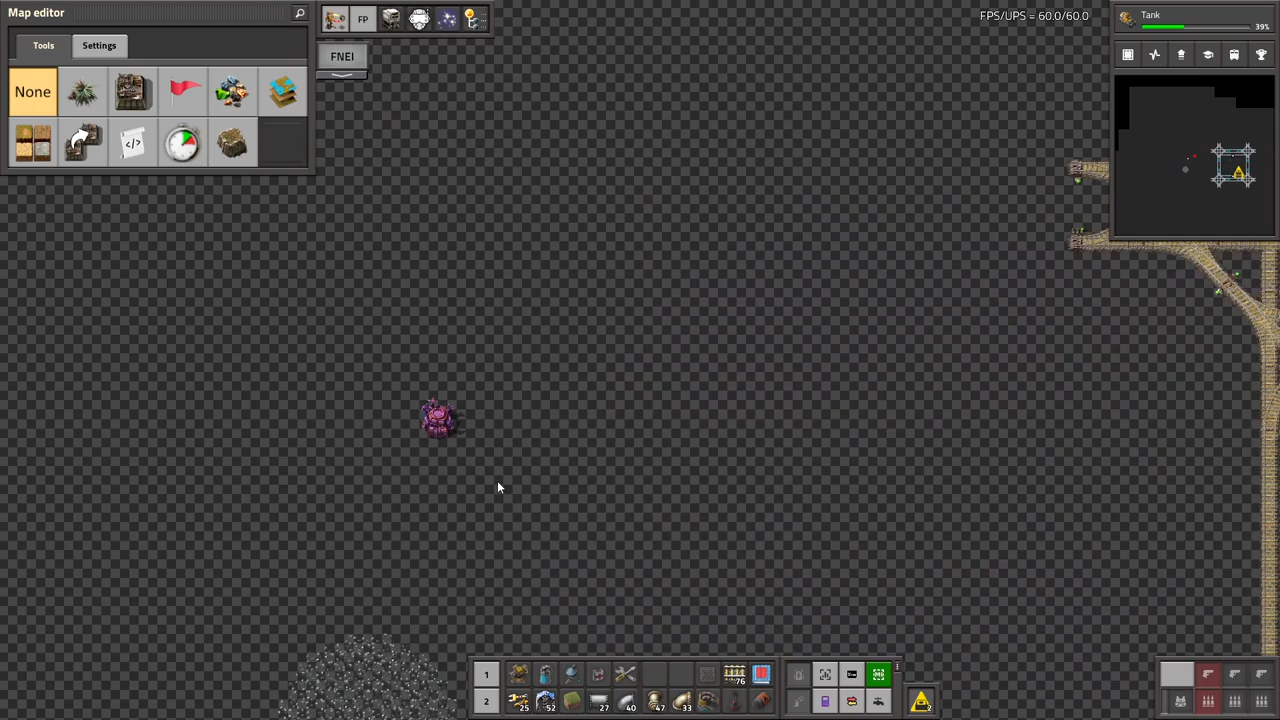 Map editor
Tools
Settings
None
FP
FNEI
FPS/UPS = 60.0/60.0
Tank
39%
1
76
2
25
52
27
40
47
33
2